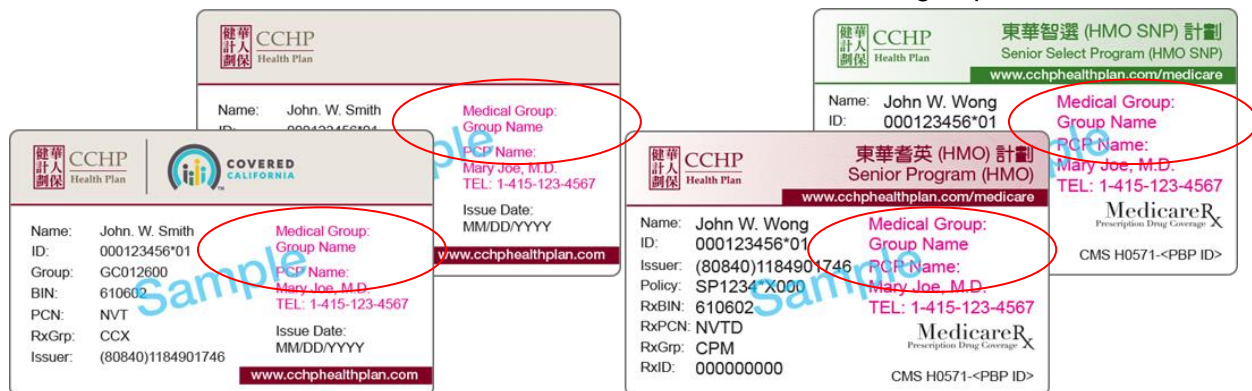 華人保健計劃
CCHP
Health Plan
Name: John. W. Smith
Medical Group:
Group Name
PCP Name:
Mary Joe, M.D.
TEL: 1-415-123-4567
Issue Date:
MM/DD/YYYY
www.cchphealthplan.com
華人保健計劃
CCHP
Health Plan
東華智選 (HMO SNP) 計劃
Senior Select Program (HMO SNP)
www.cchphealthplan.com/medicare
Name: John W. Wong
ID: 000123456*01
Medical Group:
Group Name
PCP Name:
Mary Joe, M.D.
TEL: 1-415-123-4567
MedicareRx
Prescription Drug Coverage
CMS H0571-<PBP ID>
華人保健計劃
CCHP
Health Plan
COVERED
CALIFORNIA
Name: John. W. Smith
ID: 000123456*01
Group: GC012600
BIN: 610602
PCN: NVT
RxGrp: CCX
Issuer: (80840)1184901746
Medical Group:
Group Name
PCP Name:
Mary Joe, M.D.
TEL: 1-415-123-4567
Issue Date:
MM/DD/YYYY
Sample
www.cchphealthplan.com
華人保健計劃
CCHP
Health Plan
東華耆英 (HMO) 計劃
Senior Program (HMO)
www.cchphealthplan.com/medicare
Name: John W. Wong
ID: 000123456*01
Issuer: (80840)1184901746
Policy: SP1234*X000
RxBIN: 610602
RxPCN: NVTD
RxGrp: CPM
RxID: 000000000
Medical Group:
Group Name
PCP Name:
Mary Joe, M.D.
TEL: 1-415-123-4567
Sample
MedicareRx
Prescription Drug Coverage
CMS H0571-<PBP ID>